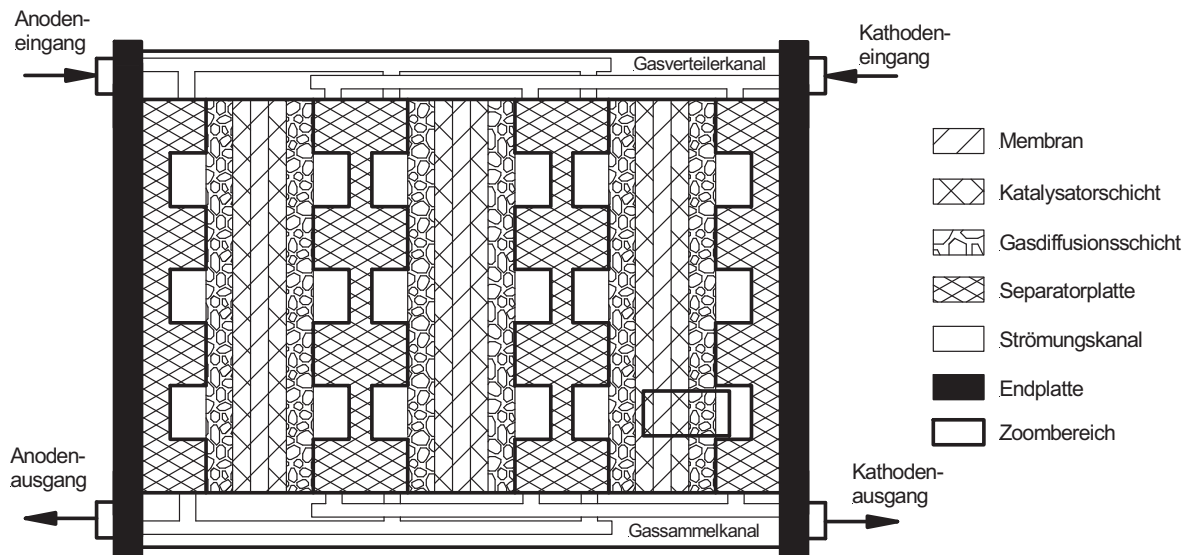 Anoden-
eingang
Kathoden-
eingang
Gasverteilerkanal
Membran
Katalysatorschicht
Gasdiffusionsschicht
Separatorplatte
Strömungskanal
Endplatte
Zoombereich
Anoden-
ausgang
Kathoden-
ausgang
Gassammelkanal